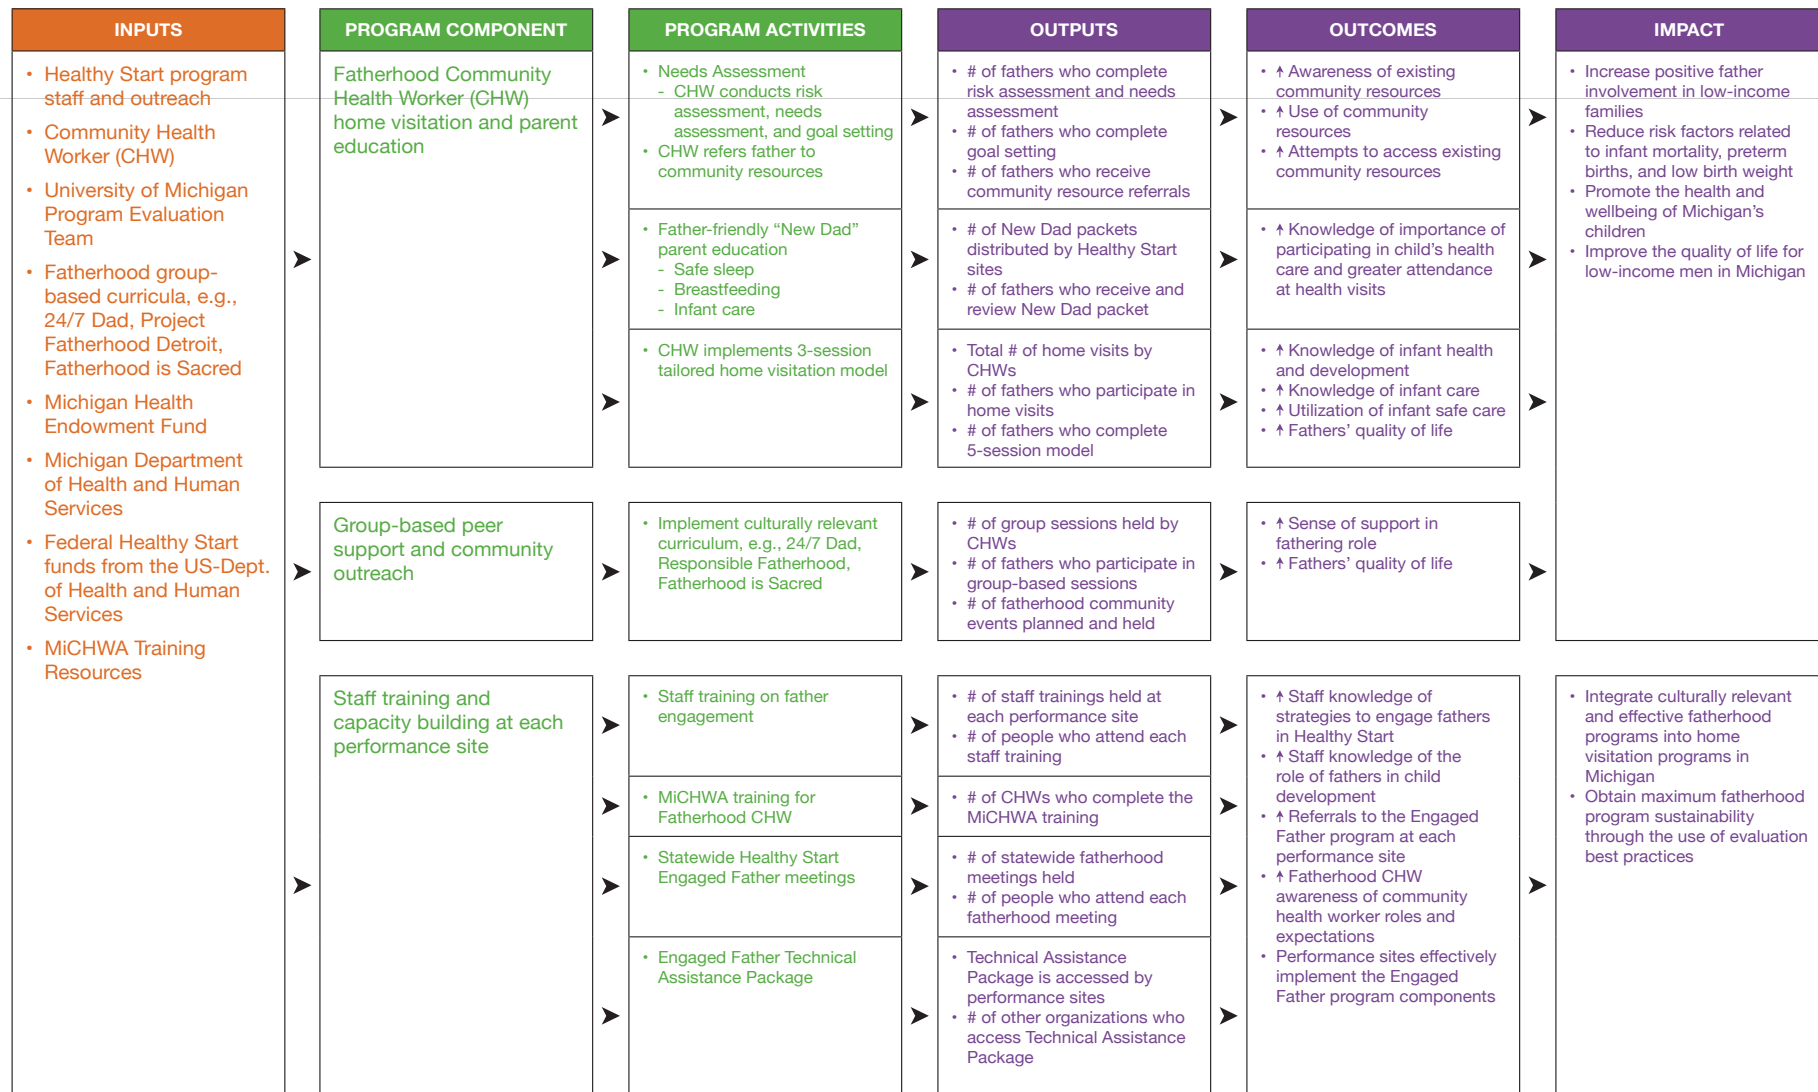 INPUTS
• Healthy Start program
staff and outreach
• Community Health
Worker (CHW)
• University of Michigan
Program Evaluation
Team
• Fatherhood group-
based curricula, e.g.,
24/7 Dad, Project
Fatherhood Detroit,
Fatherhood is Sacred
• Michigan Health
Endowment Fund
• Michigan Department
of Health and Human
Services
• Federal Healthy Start
funds from the US-Dept.
of Health and Human
Services
• MiCHWA Training
Resources
PROGRAM COMPONENT
Fatherhood Community
Health Worker (CHW)
home visitation and parent
education
Group-based peer
support and community
outreach
Staff training and
capacity building at each
performance site
PROGRAM ACTIVITIES
• Needs Assessment
- CHW conducts risk
assessment, needs
assessment, and goal setting
• CHW refers father to
community resources
• Father-friendly “New Dad”
parent education
- Safe sleep
- Breastfeeding
- Infant care
• CHW implements 3-session
tailored home visitation model
• Implement culturally relevant
curriculum, e.g., 24/7 Dad,
Responsible Fatherhood,
Fatherhood is Sacred
• Staff training on father
engagement
• MiCHWA training for
Fatherhood CHW
• Statewide Healthy Start
Engaged Father meetings
• Engaged Father Technical
Assistance Package
OUTPUTS
• # of fathers who complete
risk assessment and needs
assessment
• # of fathers who complete
goal setting
• # of fathers who receive
community resource referrals
• # of New Dad packets
distributed by Healthy Start
sites
• # of fathers who receive and
review New Dad packet
• Total # of home visits by
CHWs
• # of fathers who participate in
home visits
• # of fathers who complete
5-session model
• # of group sessions held by
CHWs
• # of fathers who participate in
group-based sessions
• # of fatherhood community
events planned and held
• # of staff trainings held at
each performance site
• # of people who attend each
staff training
• # of CHWs who complete the
MiCHWA training
• # of statewide fatherhood
meetings held
• # of people who attend each
fatherhood meeting
• Technical Assistance
Package is accessed by
performance sites
• # of other organizations who
access Technical Assistance
Package
OUTCOMES
• ↑ Awareness of existing
community resources
• ↑ Use of community
resources
• ↑ Attempts to access existing
community resources
• ↑ Knowledge of importance of
participating in child’s health
care and greater attendance
at health visits
• ↑ Knowledge of infant health
and development
• ↑ Knowledge of infant care
• ↑ Utilization of infant safe care
• ↑ Fathers’ quality of life
• ↑ Sense of support in
fathering role
• ↑ Fathers’ quality of life
• ↑ Staff knowledge of
strategies to engage fathers
in Healthy Start
• ↑ Staff knowledge of the
role of fathers in child
development
• ↑ Referrals to the Engaged
Father program at each
performance site
• ↑ Fatherhood CHW
awareness of community
health worker roles and
expectations
• Performance sites effectively
implement the Engaged
Father program components
IMPACT
• Increase positive father
involvement in low-income
families
• Reduce risk factors related
to infant mortality, preterm
births, and low birth weight
• Promote the health and
wellbeing of Michigan’s
children
• Improve the quality of life for
low-income men in Michigan
• Integrate culturally relevant
and effective fatherhood
programs into home
visitation programs in
Michigan
• Obtain maximum fatherhood
program sustainability
through the use of evaluation
best practices